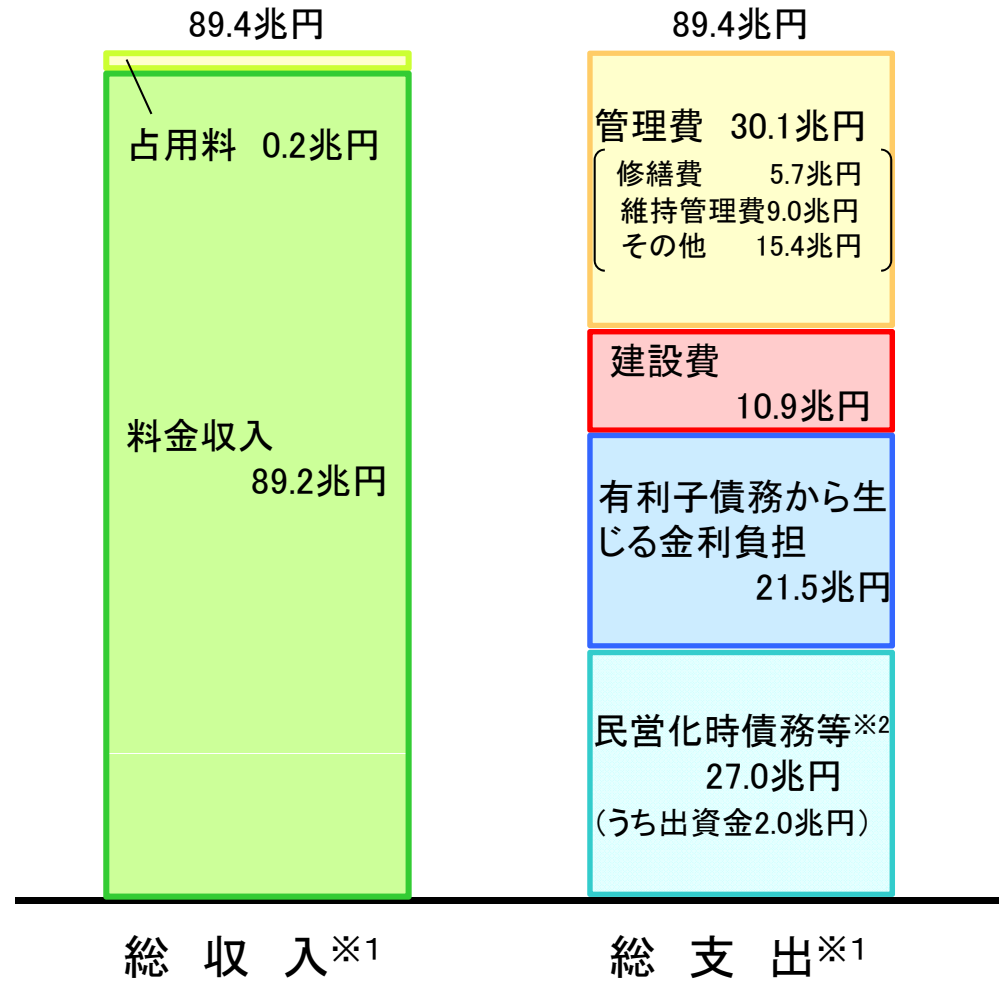 89.4兆円
占用料 0.2兆円
料金収入
89.2兆円
総 収 入※1
89.4兆円
管理費 30.1兆円
修繕費 5.7兆円
維持管理費9.0兆円
その他 15.4兆円
建設費
10.9兆円
有利子債務から生
じる金利負担
21.5兆円
民営化時債務等※2
27.0兆円
(うち出資金2.0兆円)
総 支 出※1